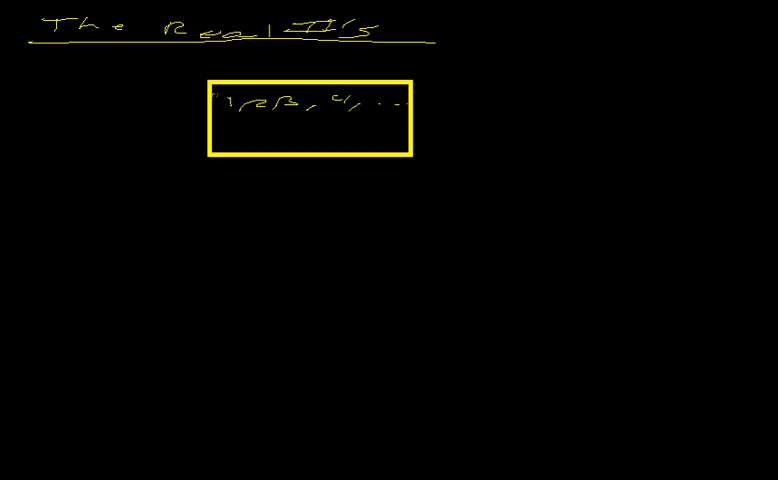 The Real #'s
1, 2, 3, 4, ...